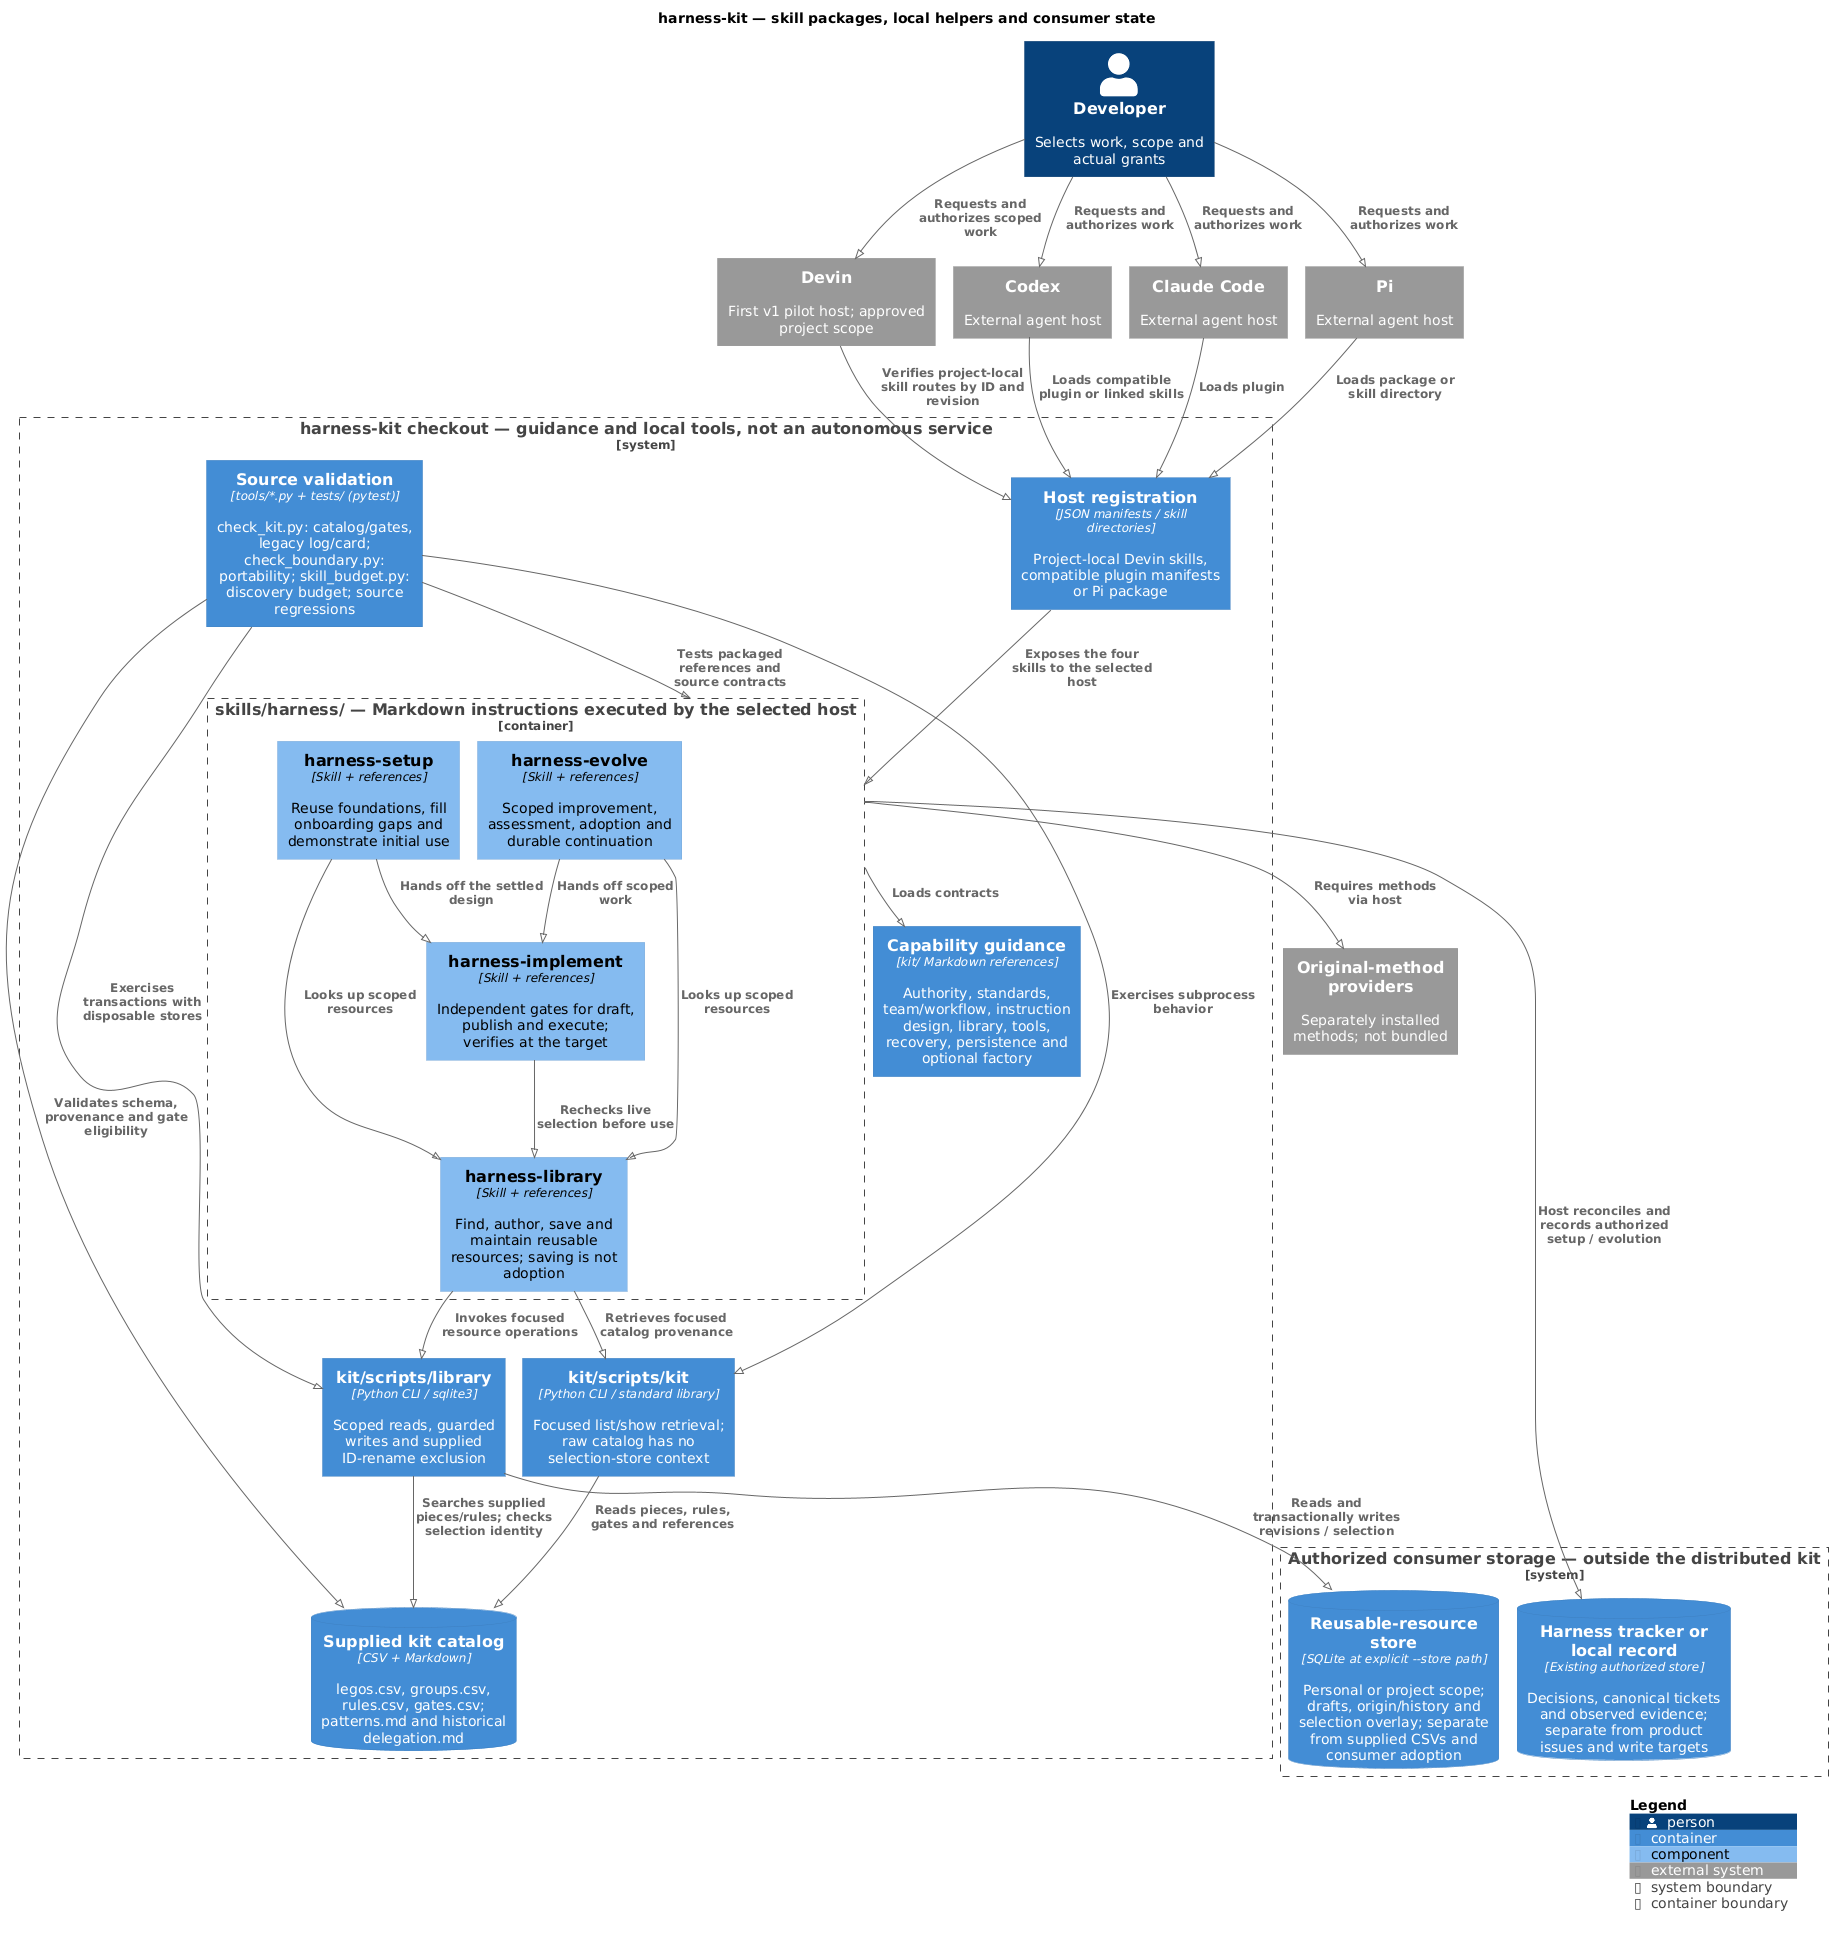 harness-kit — skill packages, local helpers and consumer state
Developer
Selects work, scope and
actual grants
Requests and
authorizes scoped
work
Requests and
authorizes work
Requests and
authorizes work
Requests and
authorizes work
Devin
First v1 pilot host; approved
project scope
Codex
External agent host
Claude Code
External agent host
Pi
External agent host
Verifies project-local
skill routes by ID and
revision
Loads compatible
plugin or linked skills
Loads plugin
Loads package or
skill directory
harness-kit checkout — guidance and local tools, not an autonomous service
[system]
Source validation
[tools/*.py + tests/ (pytest)]
check_kit.py: catalog/gates,
legacy log/card;
check_boundary.py:
portability; skill_budget.py:
discovery budget; source
regressions
Host registration
[JSON manifests / skill
directories]
Project-local Devin skills,
compatible plugin manifests
or Pi package
Tests packaged
references and
source contracts
Exposes the four
skills to the selected
host
skills/harness/ — Markdown instructions executed by the selected host
[container]
harness-setup
[Skill + references]
Reuse foundations, fill
onboarding gaps and
demonstrate initial use
harness-evolve
[Skill + references]
Scoped improvement,
assessment, adoption and
durable continuation
Hands off the settled
design
Hands off scoped
work
Loads contracts
Requires methods
via host
harness-implement
[Skill + references]
Independent gates for draft,
publish and execute;
verifies at the target
Capability guidance
[kit/ Markdown references]
Authority, standards,
team/workflow, instruction
design, library, tools,
recovery, persistence and
optional factory
Original-method
providers
Separately installed
methods; not bundled
Exercises
transactions with
disposable stores
Looks up scoped
resources
Looks up scoped
resources
Exercises subprocess
behavior
Validates schema,
provenance and gate
eligibility
Rechecks live
selection before use
harness-library
[Skill + references]
Find, author, save and
maintain reusable
resources; saving is not
adoption
Host reconciles and
records authorized
setup / evolution
Invokes focused
resource operations
Retrieves focused
catalog provenance
kit/scripts/library
[Python CLI / sqlite3]
Scoped reads, guarded
writes and supplied
ID-rename exclusion
kit/scripts/kit
[Python CLI / standard library]
Focused list/show retrieval;
raw catalog has no
selection-store context
Searches supplied
pieces/rules; checks
selection identity
Reads pieces, rules,
gates and references
Reads and
transactionally writes
revisions / selection
Authorized consumer storage — outside the distributed kit
[system]
Supplied kit catalog
[CSV + Markdown]
legos.csv, groups.csv,
rules.csv, gates.csv;
patterns.md and historical
delegation.md
Reusable-resource
store
[SQLite at explicit --store path]
Personal or project scope;
drafts, origin/history and
selection overlay; separate
from supplied CSVs and
consumer adoption
Harness tracker or
local record
[Existing authorized store]
Decisions, canonical tickets
and observed evidence;
separate from product
issues and write targets
Legend
person
container
component
external system
system boundary
container boundary